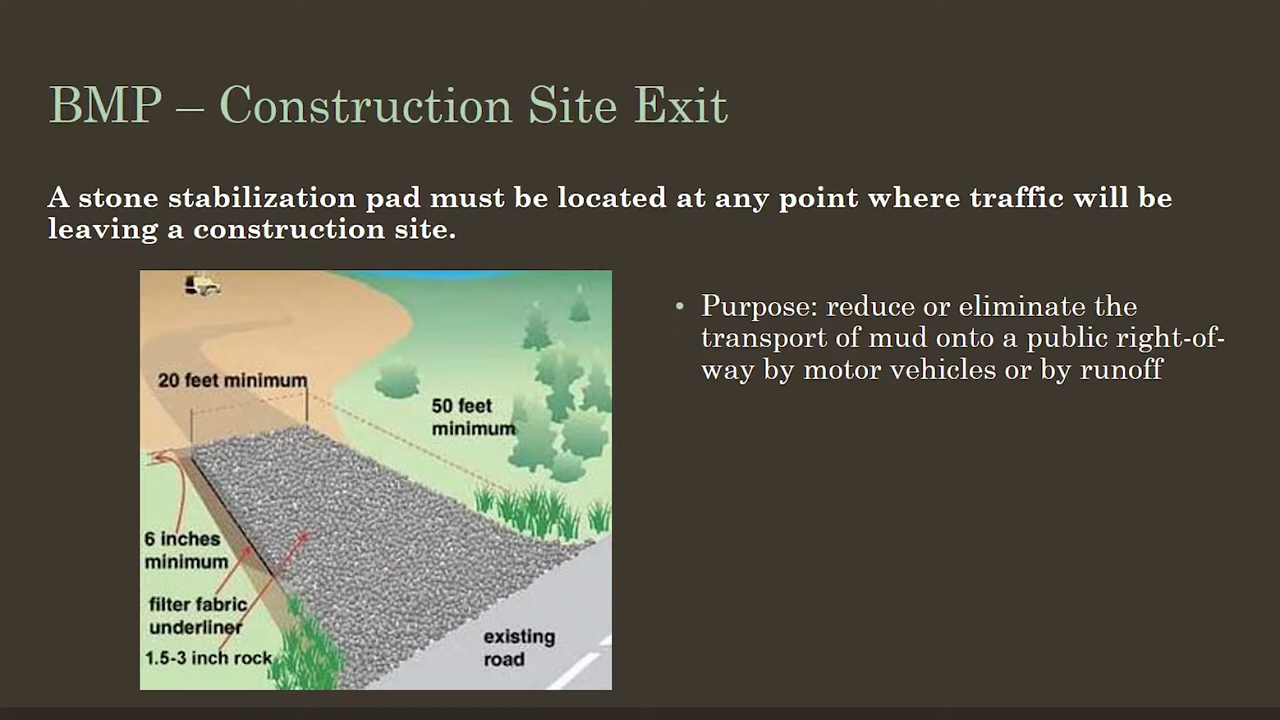 BMP – Construction Site Exit
A stone stabilization pad must be located at any point where traffic will be
leaving a construction site.
20 feet minimum
50 feet
minimum
6 inches
minimum
filter fabric
underliner
1.5-3 inch rock
existing
road
• Purpose: reduce or eliminate the
transport of mud onto a public right-of-
way by motor vehicles or by runoff